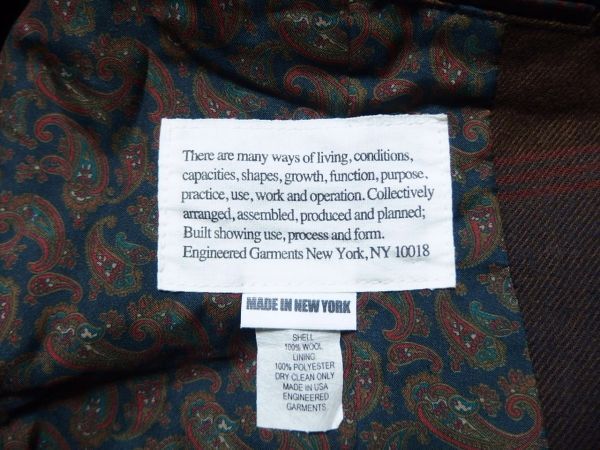 There are many ways of living, conditions,
capacities, shapes, growth, function, purpose,
practice, use, work and operation. Collectively
arranged, assembled, produced and planned;
Built showing use, process and form.
Engineered Garments New York, NY 10018
MADE IN NEW YORK
SHELL
100% WOOL
LINING
100% POLYESTER
DRY CLEAN ONLY
MADE IN USA
ENGINEERED
GARMENTS